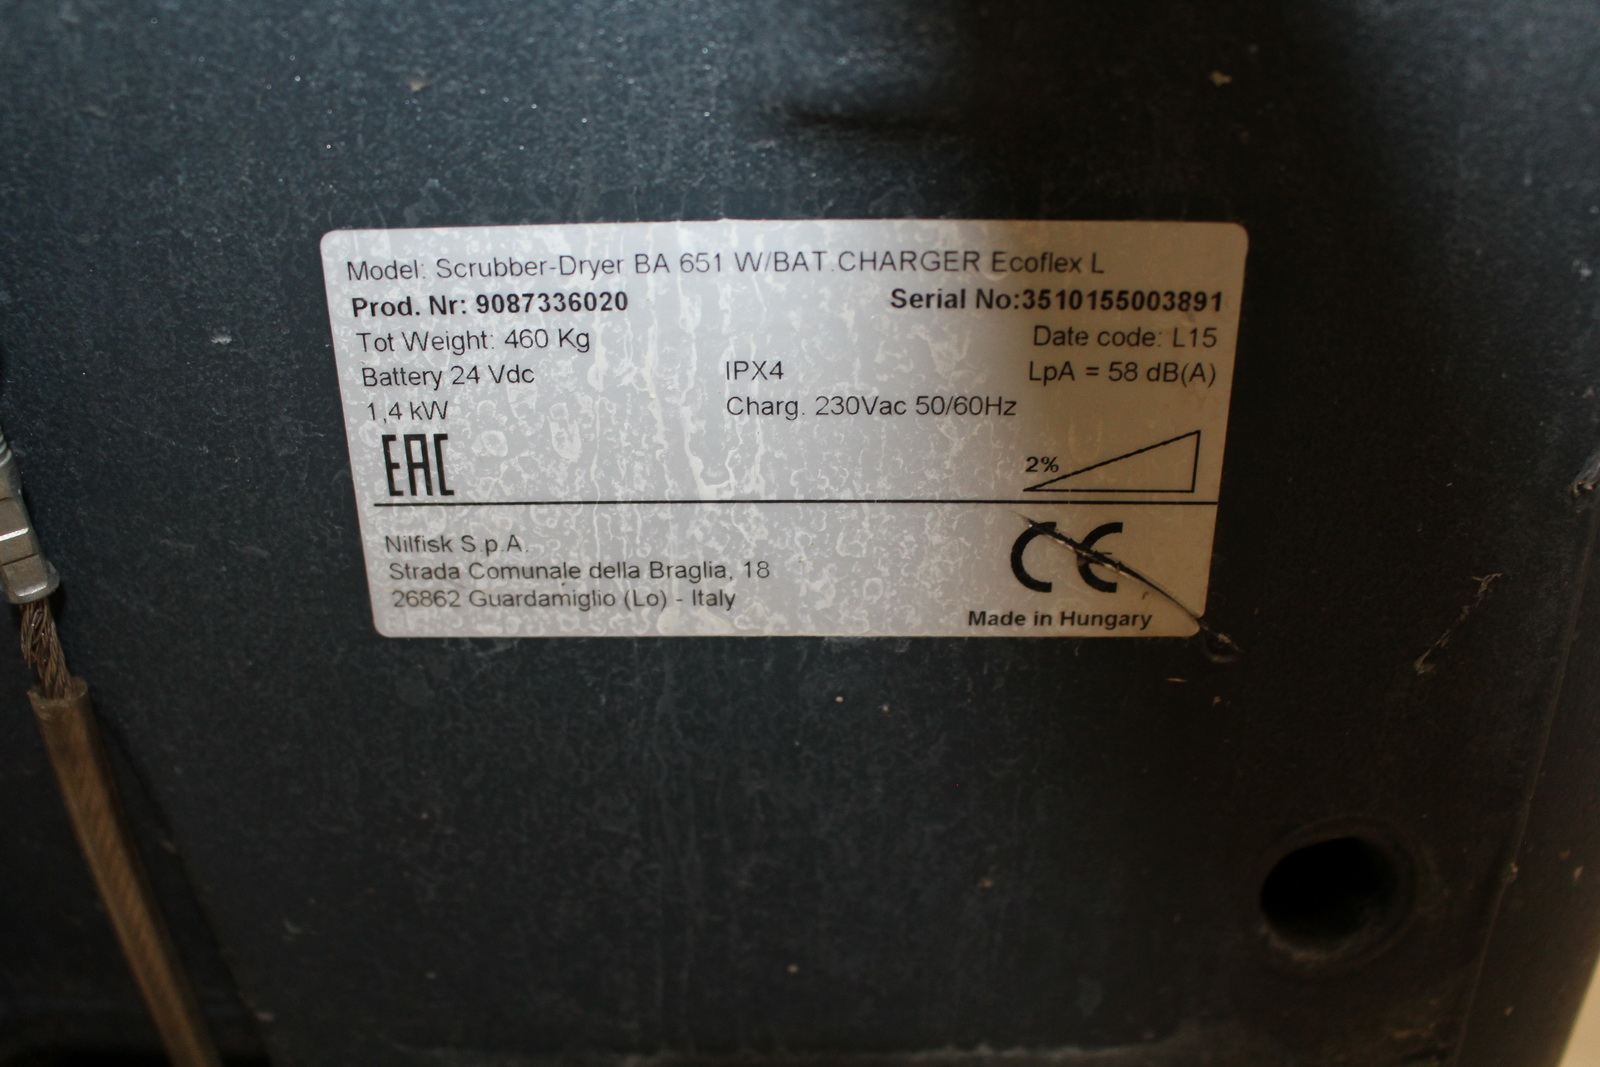 Model: Scrubber-Dryer BA 651 W/BAT.CHARGER Ecoflex L
Prod. Nr: 9087336020 Serial No:3510155003891
Tot Weight: 460 Kg Date code: L15
Battery 24 Vdc IPX4 LpA = 58 dB(A)
1,4 kW Charg. 230Vac 50/60Hz
EAC
2%
Nilfisk S.p.A.
Strada Comunale della Braglia, 18
26862 Guardamiglio (Lo) - Italy
CE
Made in Hungary